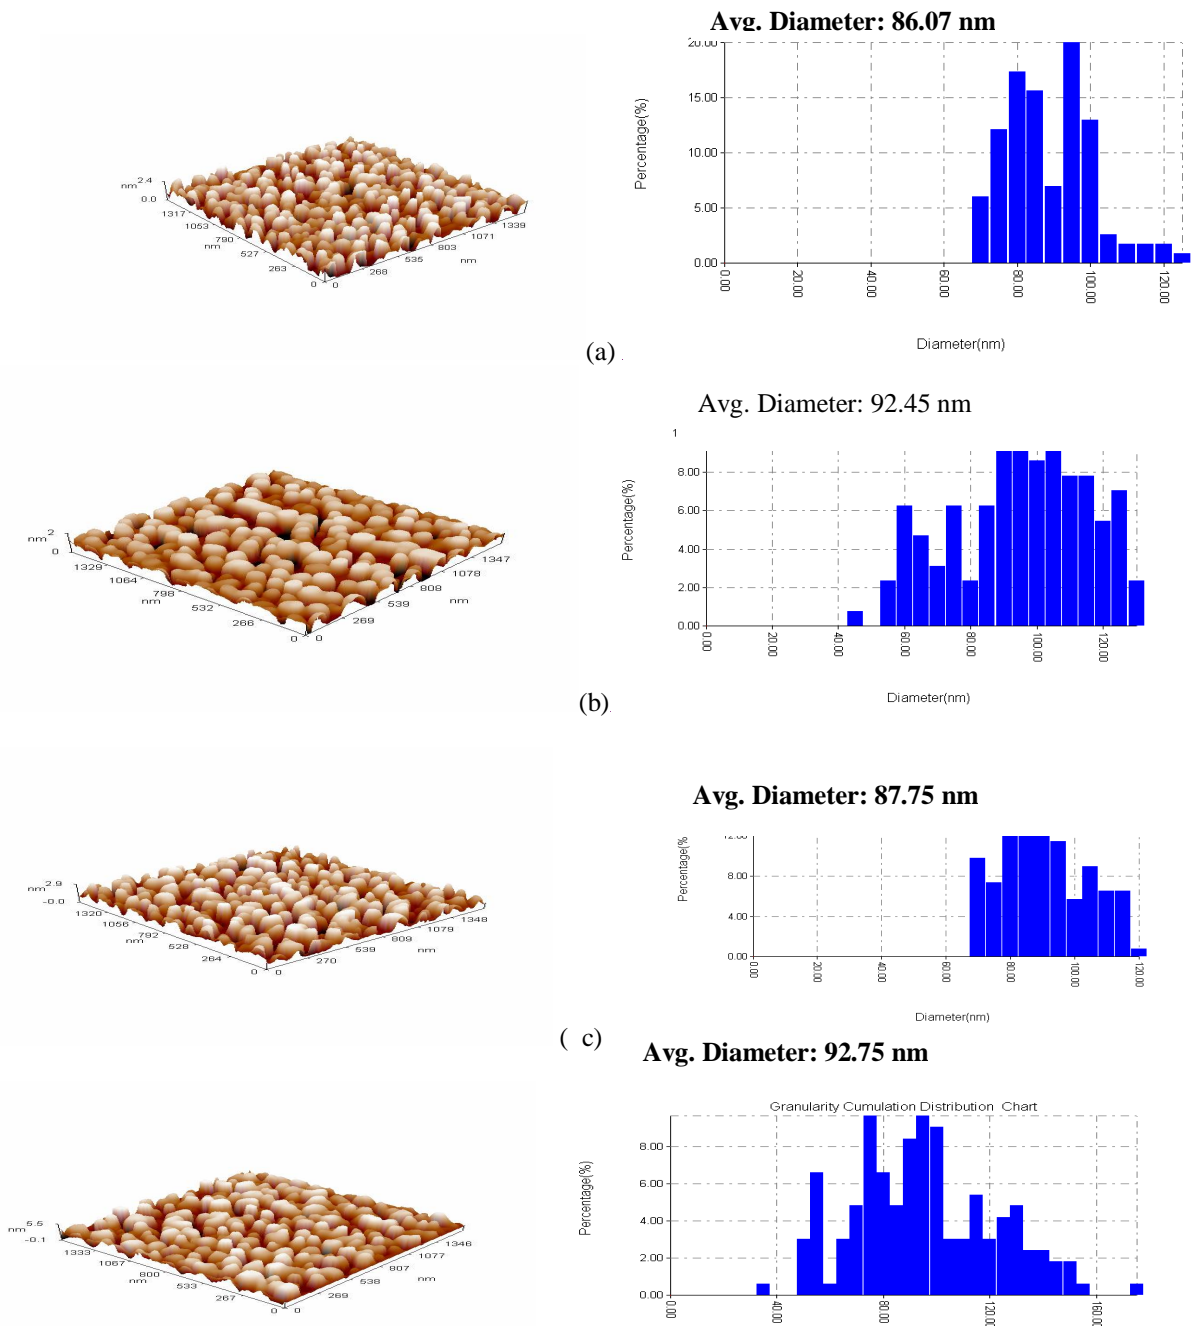 Avg. Diameter: 86.07 nm
20.00
15.00
10.00
5.00
0.00
Percentage(%)
0.00 20.00 40.00 60.00 80.00 100.00 120.00
Diameter(nm)
nm 2.4
0.0
1317 1053 790 527 263 0
nm
0 268 535 803 1071 1339
nm
(a)
Avg. Diameter: 92.45 nm
1
8.00
6.00
4.00
2.00
0.00
Percentage(%)
0.00 20.00 40.00 60.00 80.00 100.00 120.00
Diameter(nm)
nm 2
0
1329 1064 798 532 266 0
nm
0 269 539 808 1078 1347
nm
(b)
Avg. Diameter: 87.75 nm
12.00
8.00
4.00
0.00
Percentage(%
0.00 20.00 40.00 60.00 80.00 100.00 120.00
Diameter(nm)
nm 2.9
-0.0
1320 1056 792 528 264 0
nm
0 270 539 809 1079 1348
nm
( c)
Avg. Diameter: 92.75 nm
Granularity Cumulation Distribution Chart
8.00
6.00
4.00
2.00
0.00
Percentage(%)
0.00 40.00 80.00 120.00 160.00
nm 5.5
-0.1
1333 1067 800 533 267 0
nm
0 269 538 807 1077 1346
nm